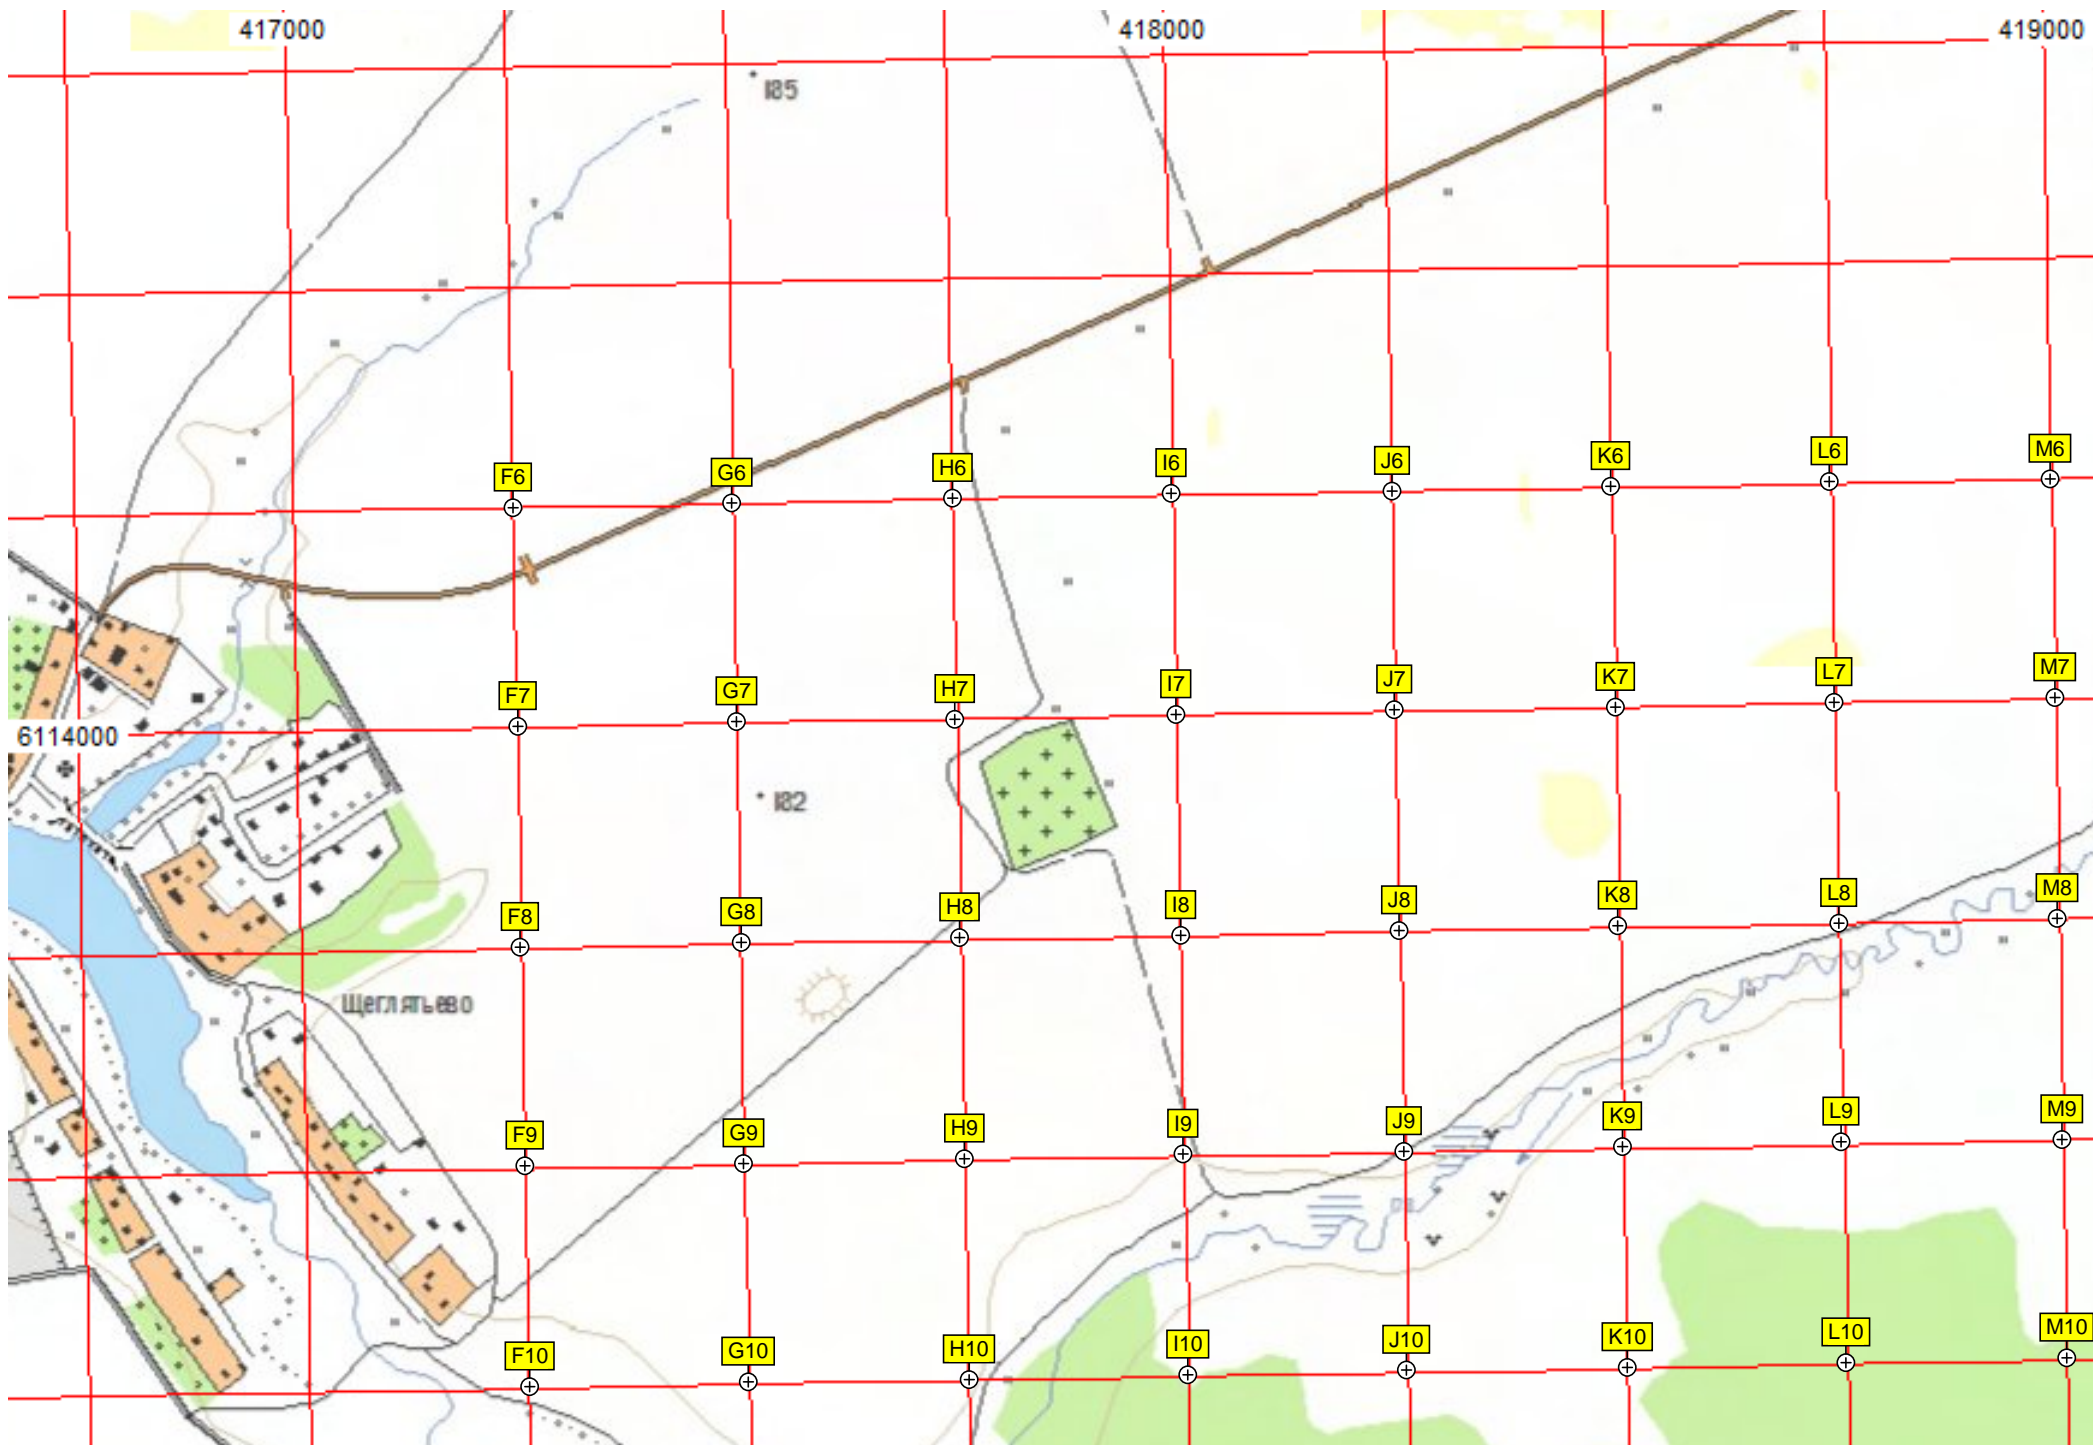 417000 418000 419000
185
F6 G6 H6 I6 J6 K6 L6 M6
F7 G7 H7 I7 J7 K7 L7 M7
6114000
182
F8 G8 H8 I8 J8 K8 L8 M8
Щеглятьево
F9 G9 H9 I9 J9 K9 L9 M9
F10 G10 H10 I10 J10 K10 L10 M10